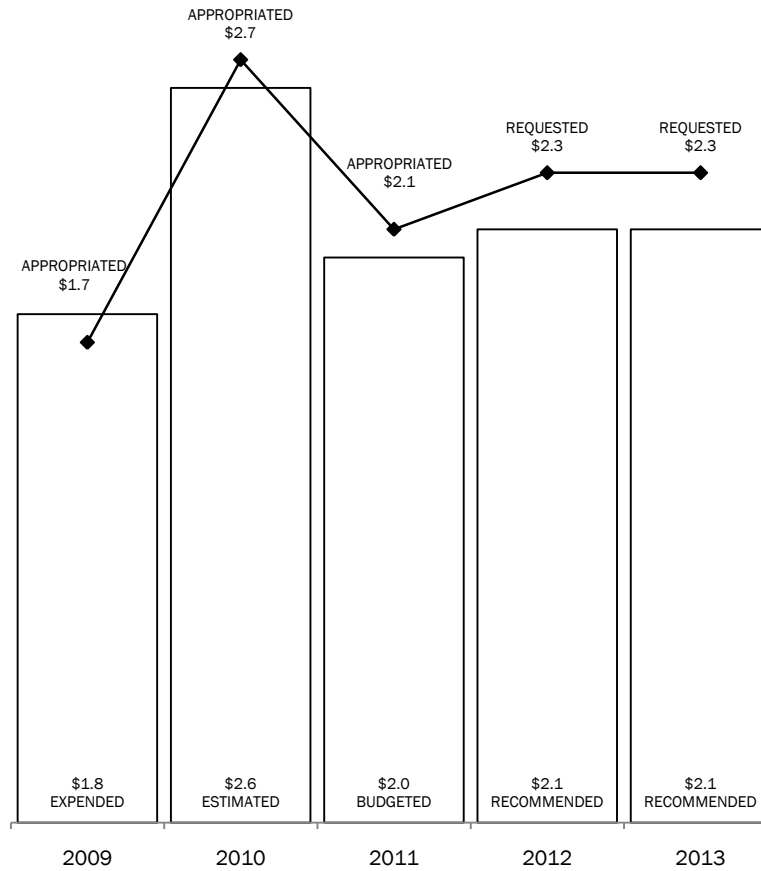 APPROPRIATED
$2.7
REQUESTED
$2.3
REQUESTED
$2.3
APPROPRIATED
$2.1
APPROPRIATED
$1.7
$1.8
EXPENDED
$2.6
ESTIMATED
$2.0
BUDGETED
$2.1
RECOMMENDED
$2.1
RECOMMENDED
2009
2010
2011
2012
2013